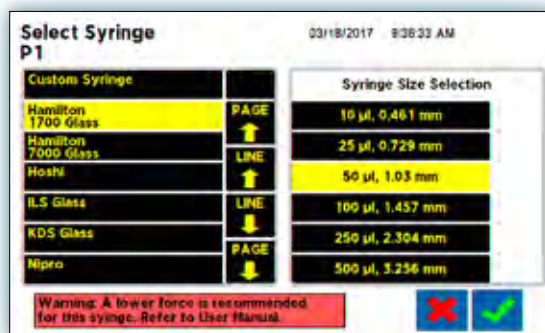 Select Syringe
P1
03/18/2017 9:36:33 AM
Custom Syringe
Hamilton
1700 Glass
Hamilton
7000 Glass
Hoshi
ILS Glass
KDS Glass
Nipro
PAGE
LINE
LINE
PAGE
Syringe Size Selection
10 µl, 0.461 mm
25 µl, 0.729 mm
50 µl, 1.03 mm
100 µl, 1.457 mm
250 µl, 2.304 mm
500 µl, 3.256 mm
Warning: A lower force is recommended
for this syinge. Refer to User Manual.